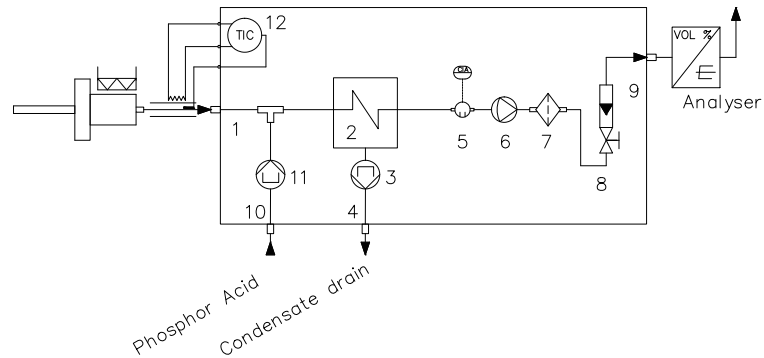 TIC
12
VOL %
Analyser
CIA
1
2
5
6
7
9
8
11
3
10
4
Phosphor Acid
Condensate drain